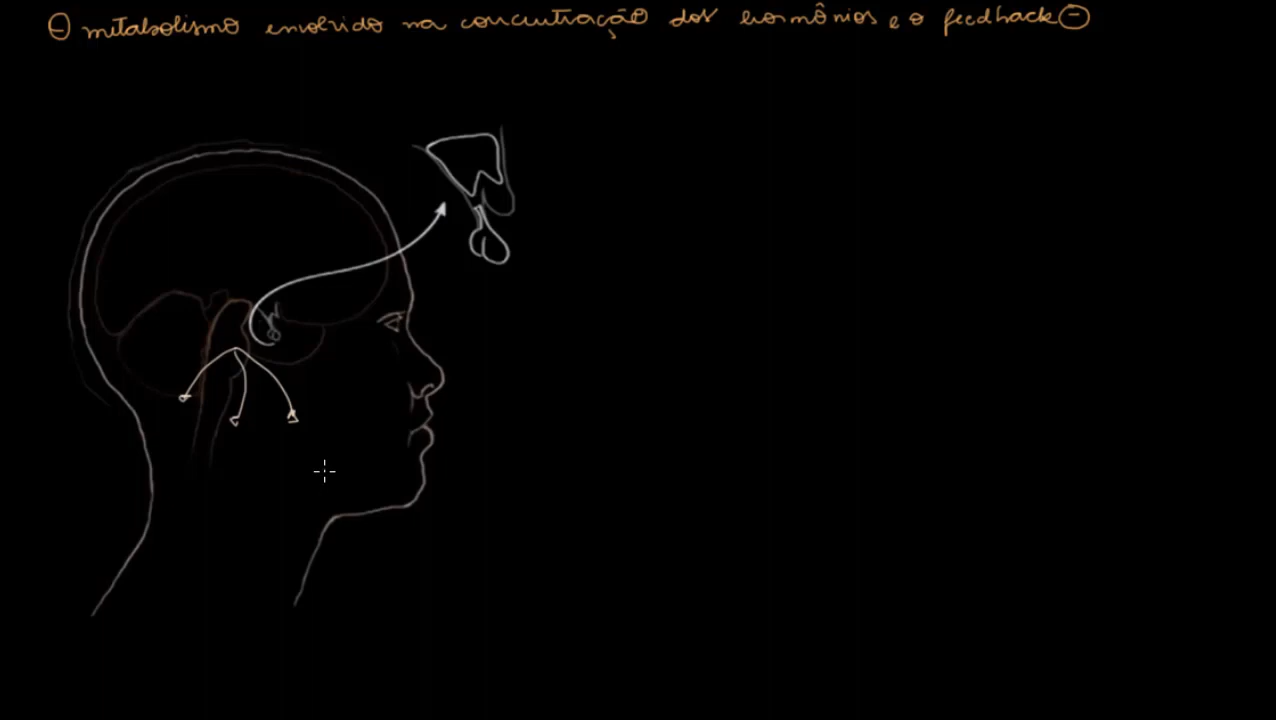 O metabolismo envolvido na concentração dos hormônios e o feedback ⊖